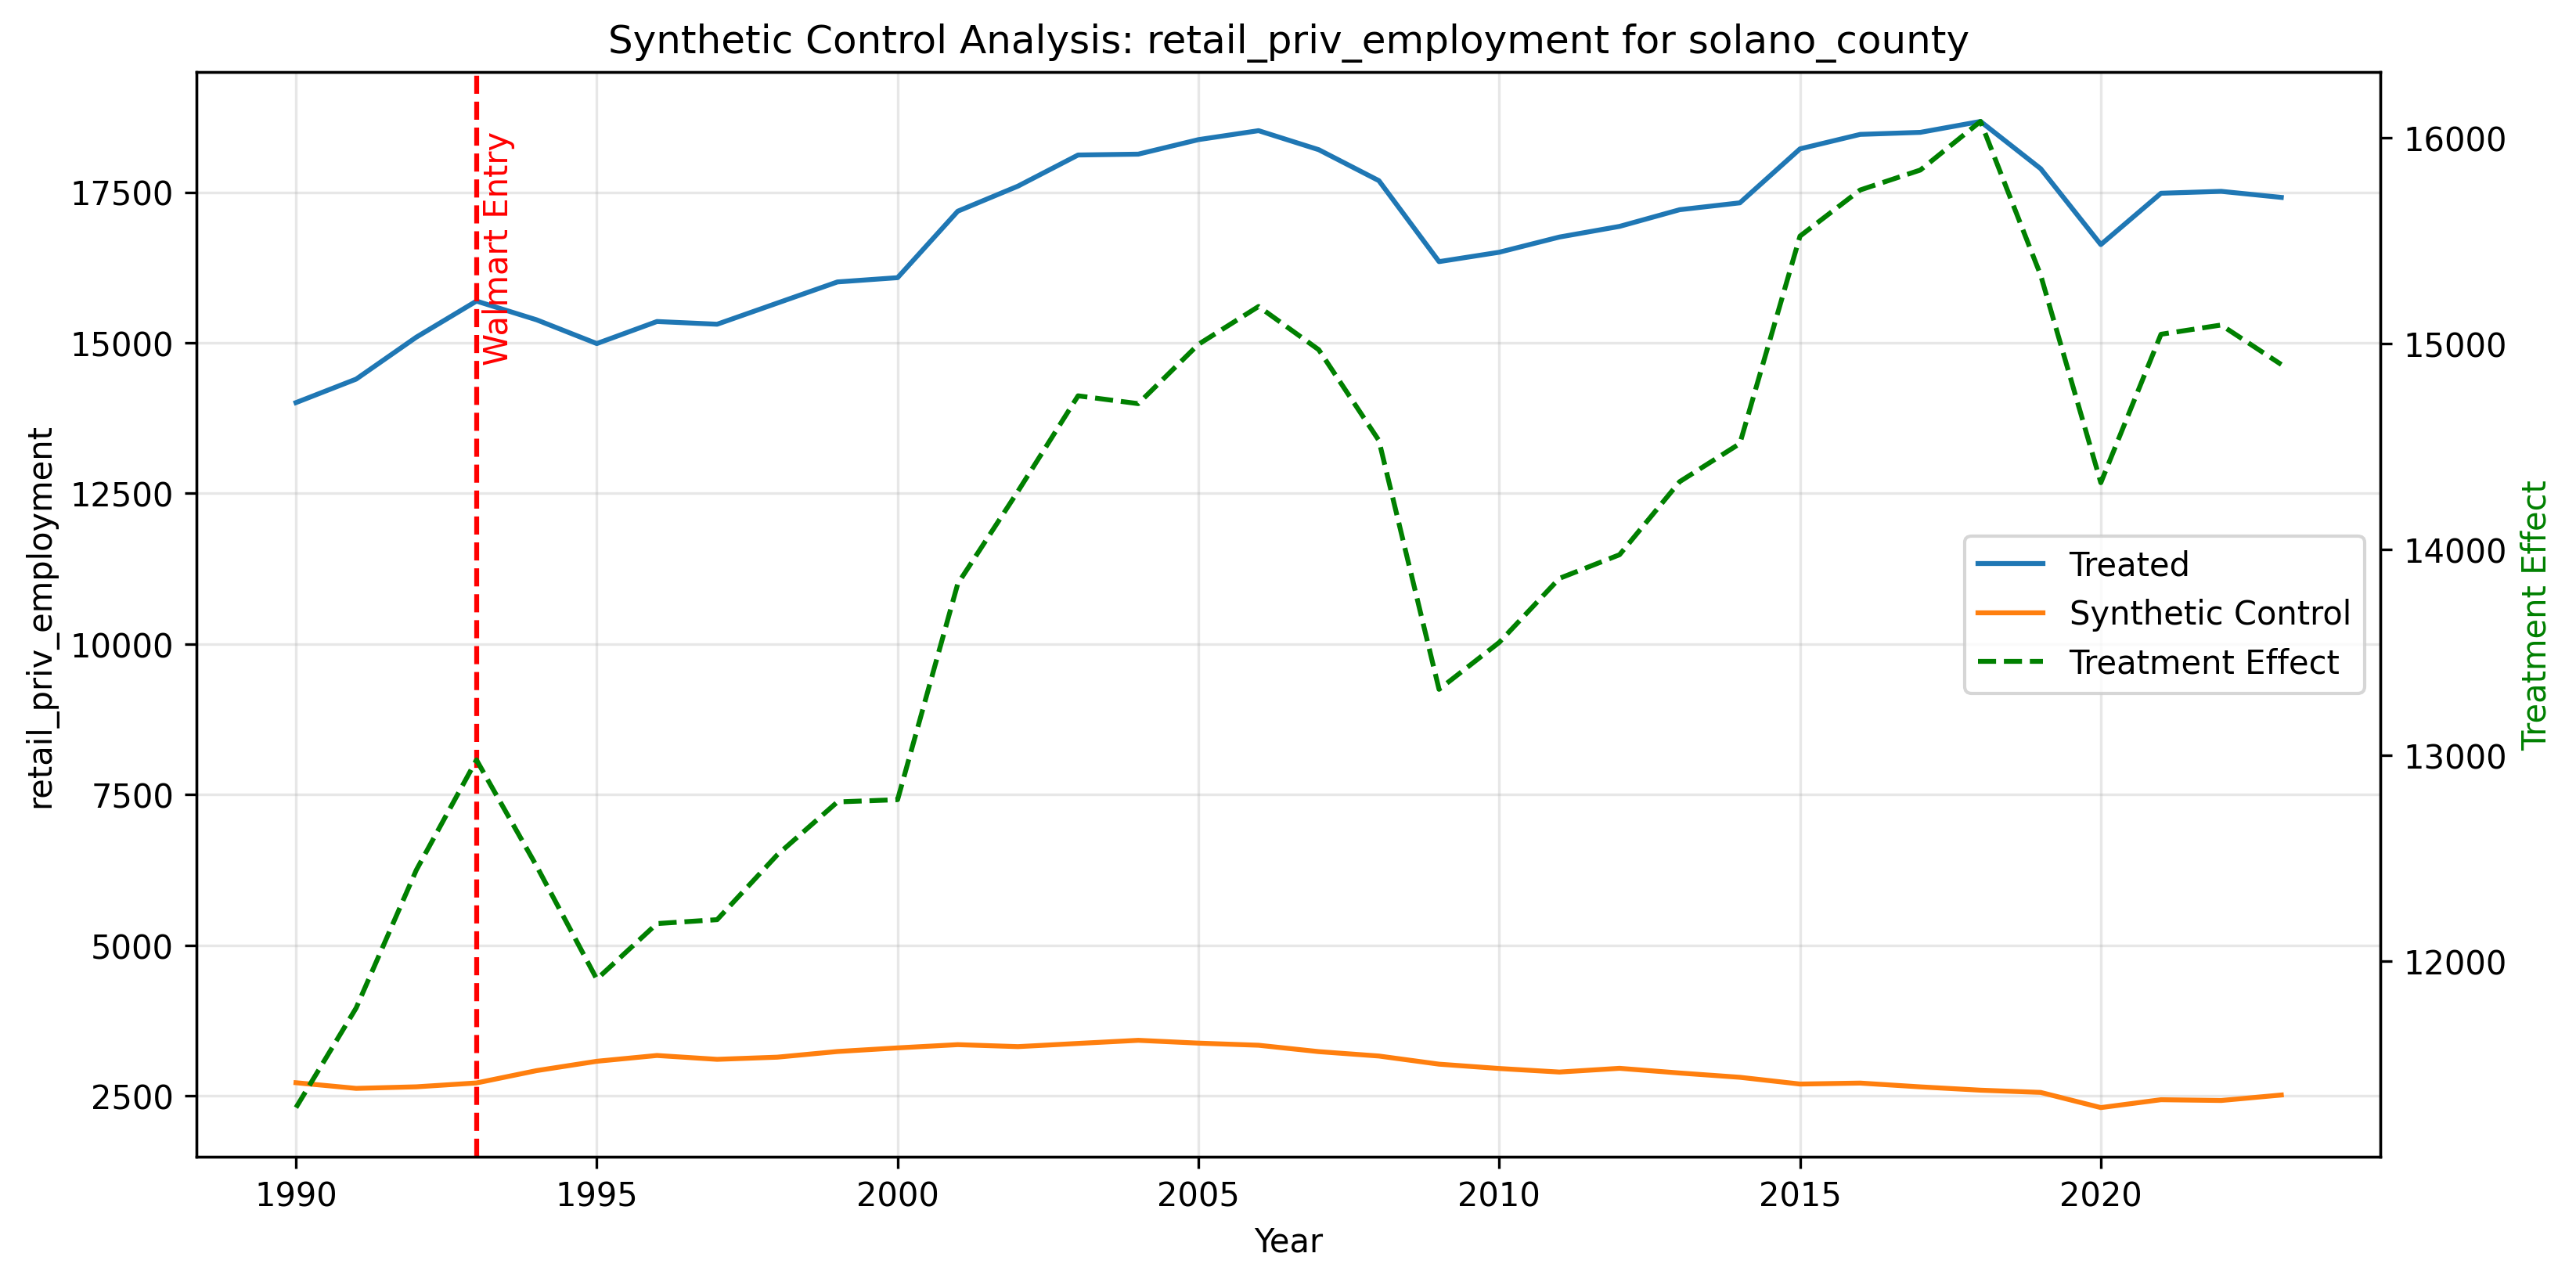 Synthetic Control Analysis: retail_priv_employment for solano_county
Walmart Entry
retail_priv_employment
17500
15000
12500
10000
7500
5000
2500
16000
15000
14000
13000
12000
Treatment Effect
Treated
Synthetic Control
Treatment Effect
1990 1995 2000 2005 2010 2015 2020
Year